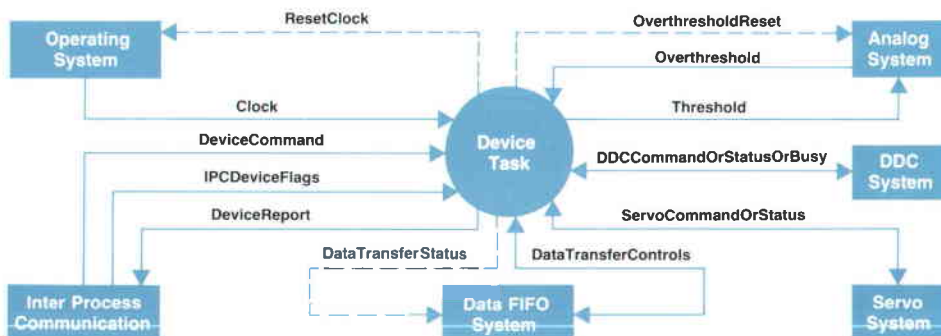 ResetClock
OverthresholdReset
Operating
System
Analog
System
Overthreshold
Clock
Threshold
Device
Task
DeviceCommand
DDCCommandOrStatusOrBusy
DDC
System
IPCDeviceFlags
DeviceReport
ServoCommandOrStatus
DataTransferStatus
DataTransferControls
Inter Process
Communication
Data FIFO
System
Servo
System